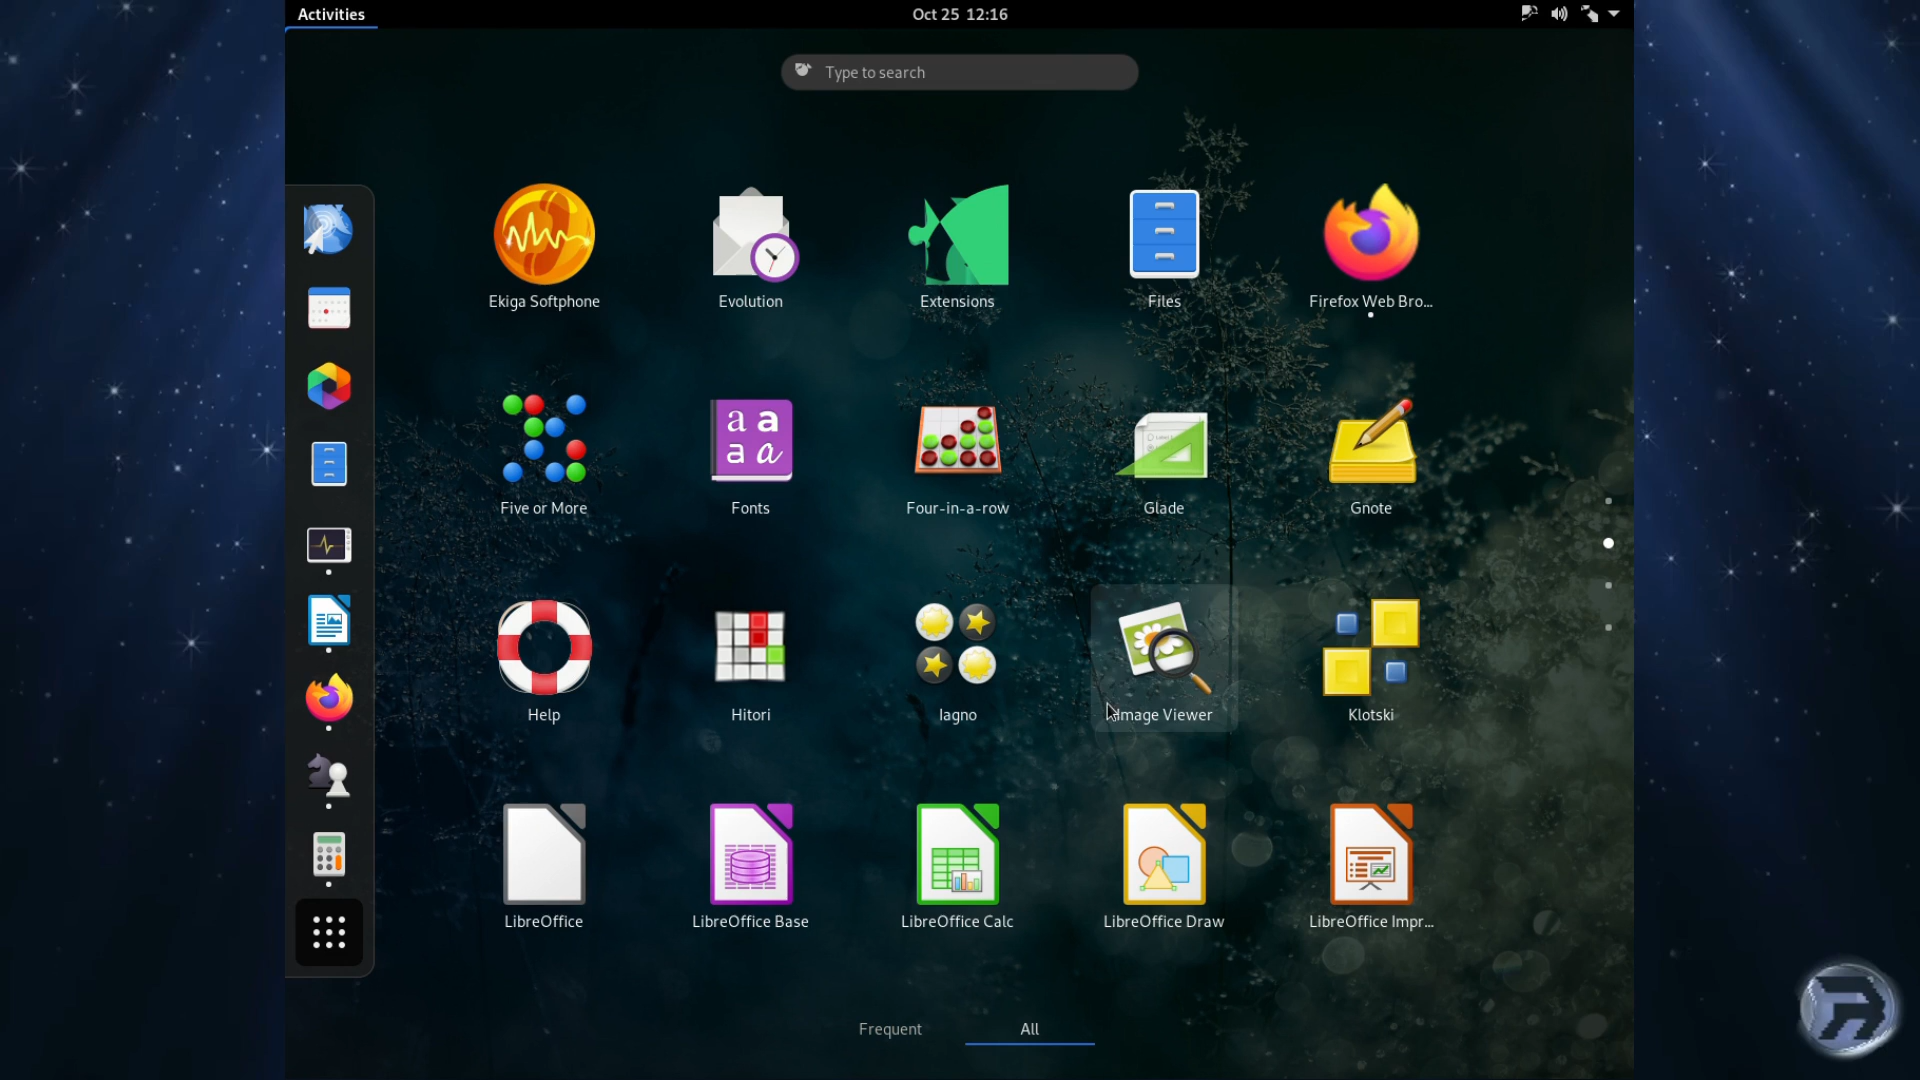 Activities
Oct 25 12:16
Type to search
Ekiga Softphone
Evolution
Extensions
Files
Firefox Web Bro...
Five or More
a a
a a
Fonts
Four-in-a-row
Glade
Gnote
Help
Hitori
Iagno
Image Viewer
Klotski
LibreOffice
LibreOffice Base
LibreOffice Calc
LibreOffice Draw
LibreOffice Impr...
Frequent
All